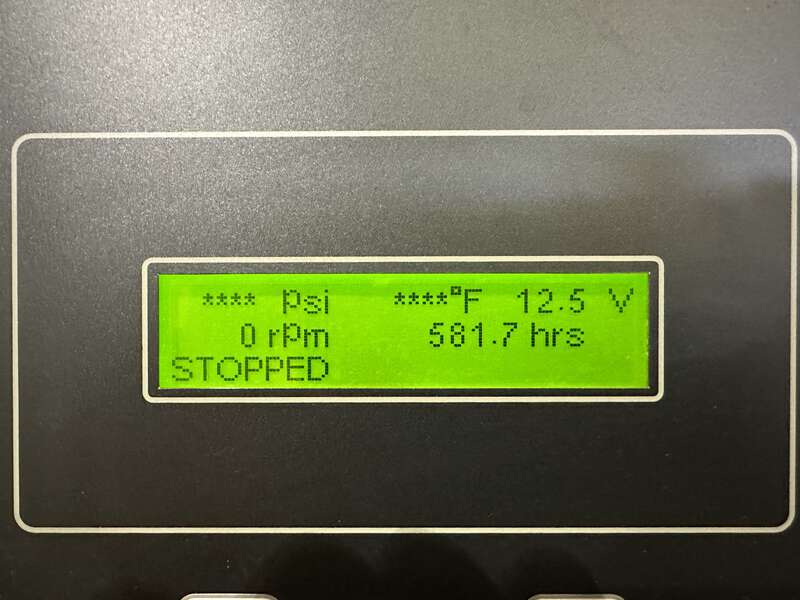 **** psi ****°F 12.5 V
0 rpm 581.7 hrs
STOPPED